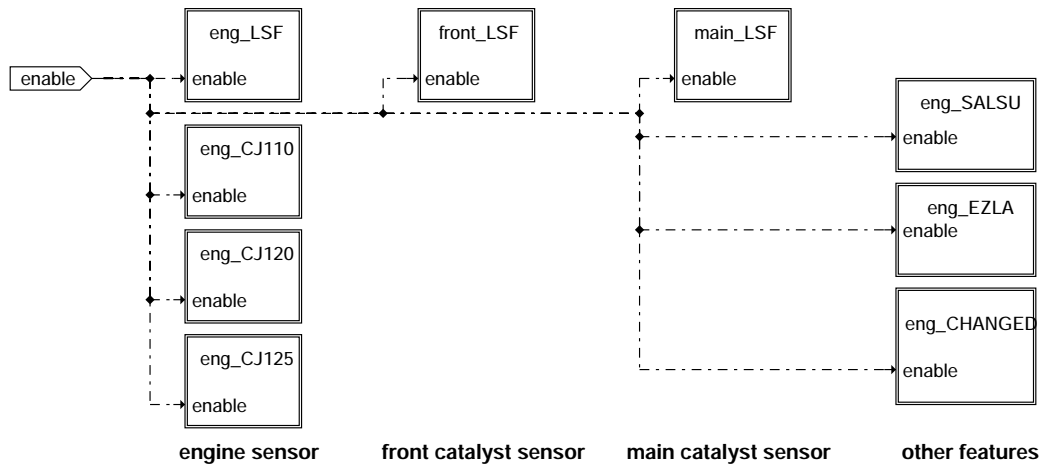 eng_LSF
front_LSF
main_LSF
enable
enable
enable
enable
eng_SALSU
enable
eng_CJ110
enable
eng_EZLA
enable
eng_CJ120
enable
eng_CHANGED
eng_CJ125
enable
enable
engine sensor
front catalyst sensor
main catalyst sensor
other features